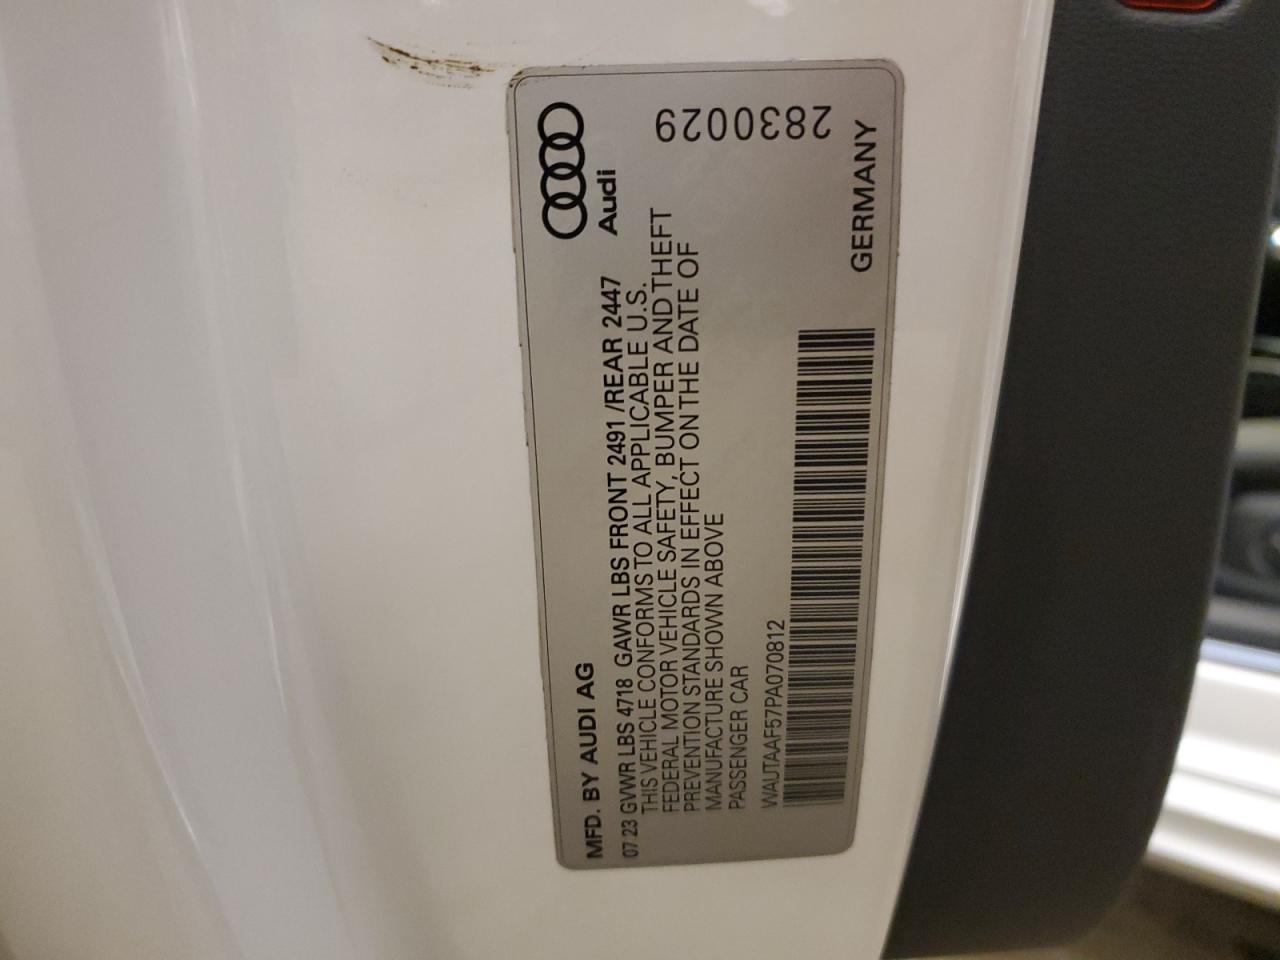 Audi
2830029
MFD. BY AUDI AG
07 23 GVWR LBS 4718 GAWR LBS FRONT 2491 /REAR 2447
THIS VEHICLE CONFORMS TO ALL APPLICABLE U.S.
FEDERAL MOTOR VEHICLE SAFETY, BUMPER AND THEFT
PREVENTION STANDARDS IN EFFECT ON THE DATE OF
MANUFACTURE SHOWN ABOVE
PASSENGER CAR
WAUTAAF57PA070812
GERMANY